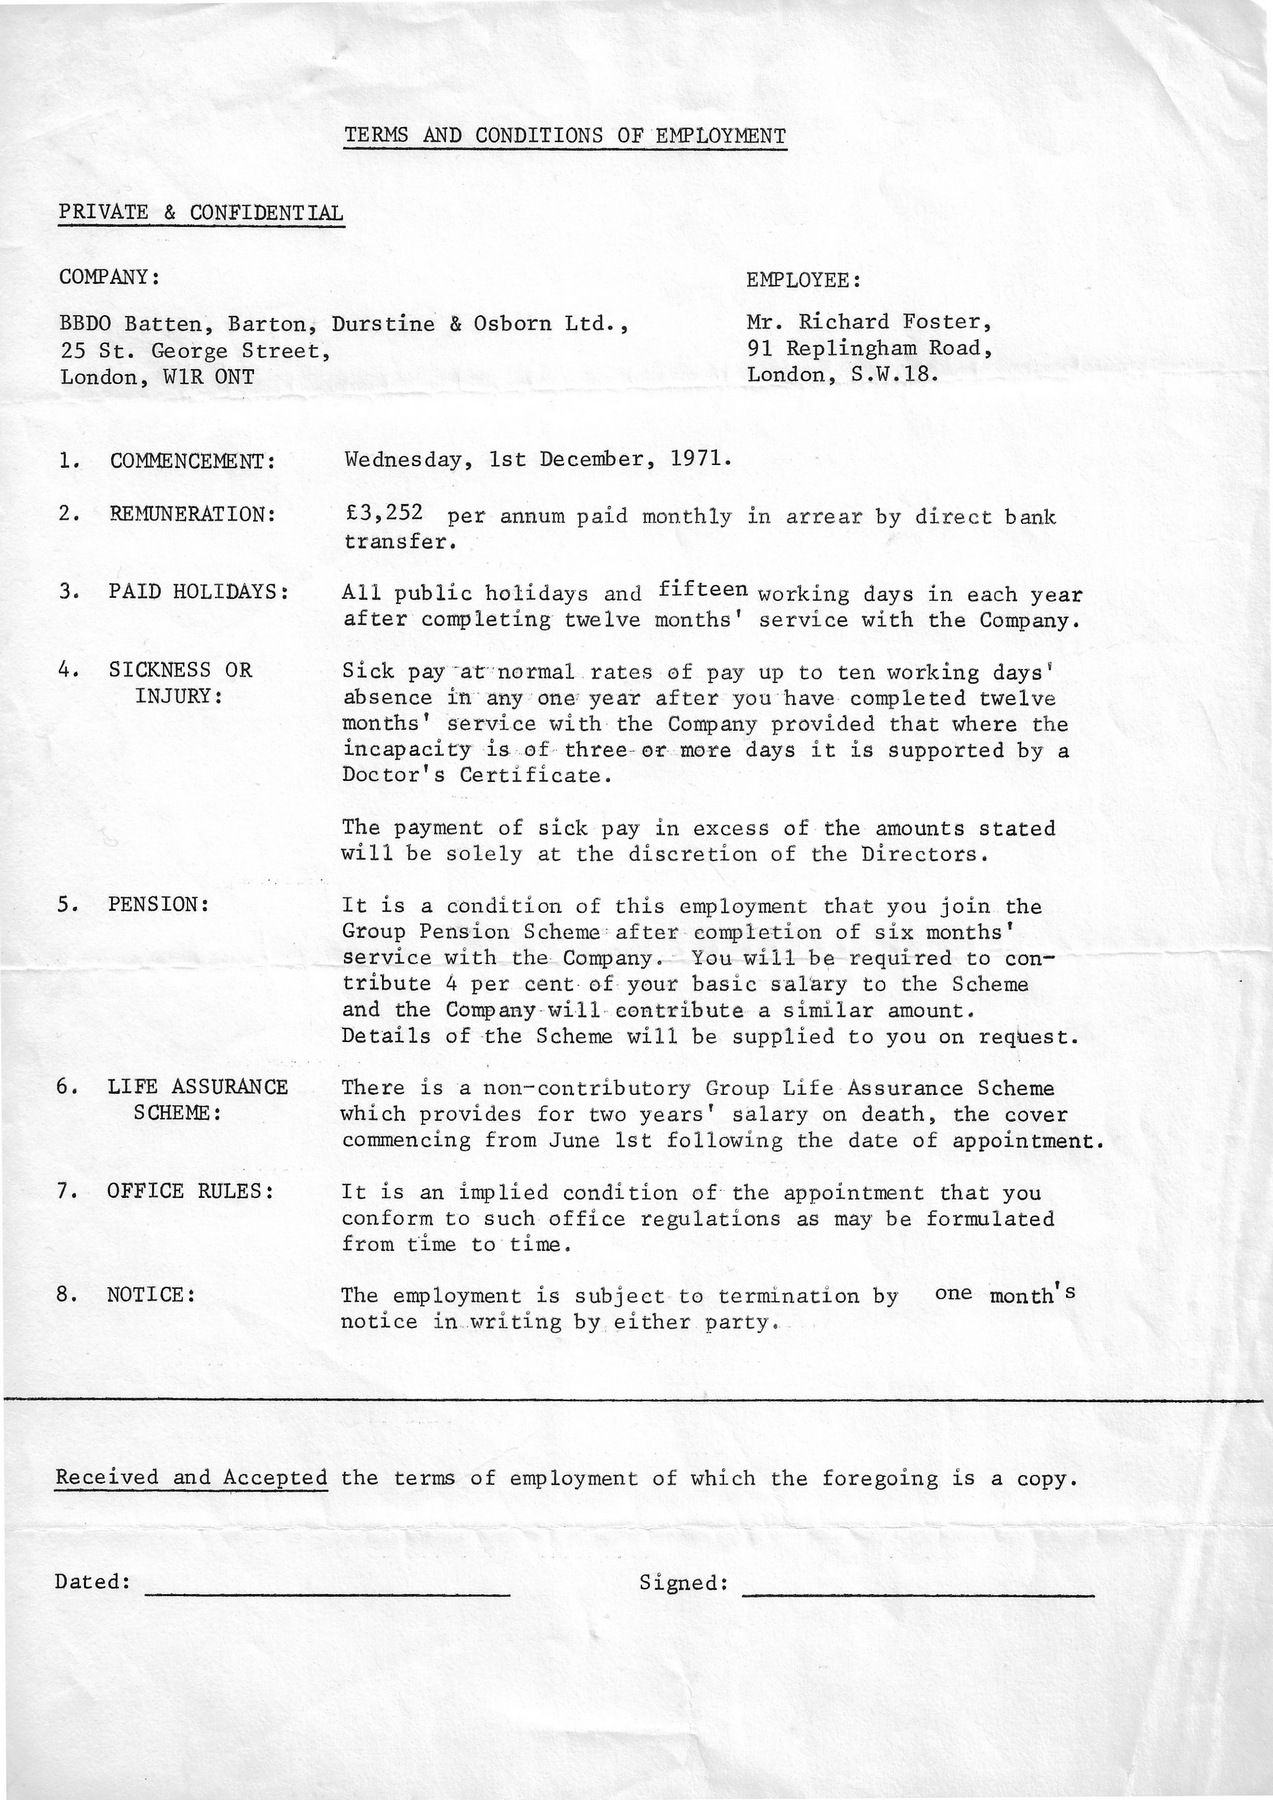 TERMS AND CONDITIONS OF EMPLOYMENT
PRIVATE & CONFIDENTIAL
COMPANY:
BBDO Batten, Barton, Durstine & Osborn Ltd.,
25 St. George Street,
London, W1R ONT
EMPLOYEE:
Mr. Richard Foster,
91 Replingham Road,
London, S.W.18.
1. COMMENCEMENT: Wednesday, 1st December, 1971.
2. REMUNERATION: £3,252 per annum paid monthly in arrear by direct bank
transfer.
3. PAID HOLIDAYS: All public holidays and fifteen working days in each year
after completing twelve months' service with the Company.
4. SICKNESS OR Sick pay at normal rates of pay up to ten working days'
INJURY: absence in any one year after you have completed twelve
months' service with the Company provided that where the
incapacity is of three or more days it is supported by a
Doctor's Certificate.
The payment of sick pay in excess of the amounts stated
will be solely at the discretion of the Directors.
5. PENSION: It is a condition of this employment that you join the
Group Pension Scheme after completion of six months'
service with the Company. You will be required to con-
tribute 4 per cent of your basic salary to the Scheme
and the Company will contribute a similar amount.
Details of the Scheme will be supplied to you on request.
6. LIFE ASSURANCE There is a non-contributory Group Life Assurance Scheme
SCHEME: which provides for two years' salary on death, the cover
commencing from June 1st following the date of appointment.
7. OFFICE RULES: It is an implied condition of the appointment that you
conform to such office regulations as may be formulated
from time to time.
8. NOTICE: The employment is subject to termination by one month's
notice in writing by either party.
Received and Accepted the terms of employment of which the foregoing is a copy.
Dated: Signed: